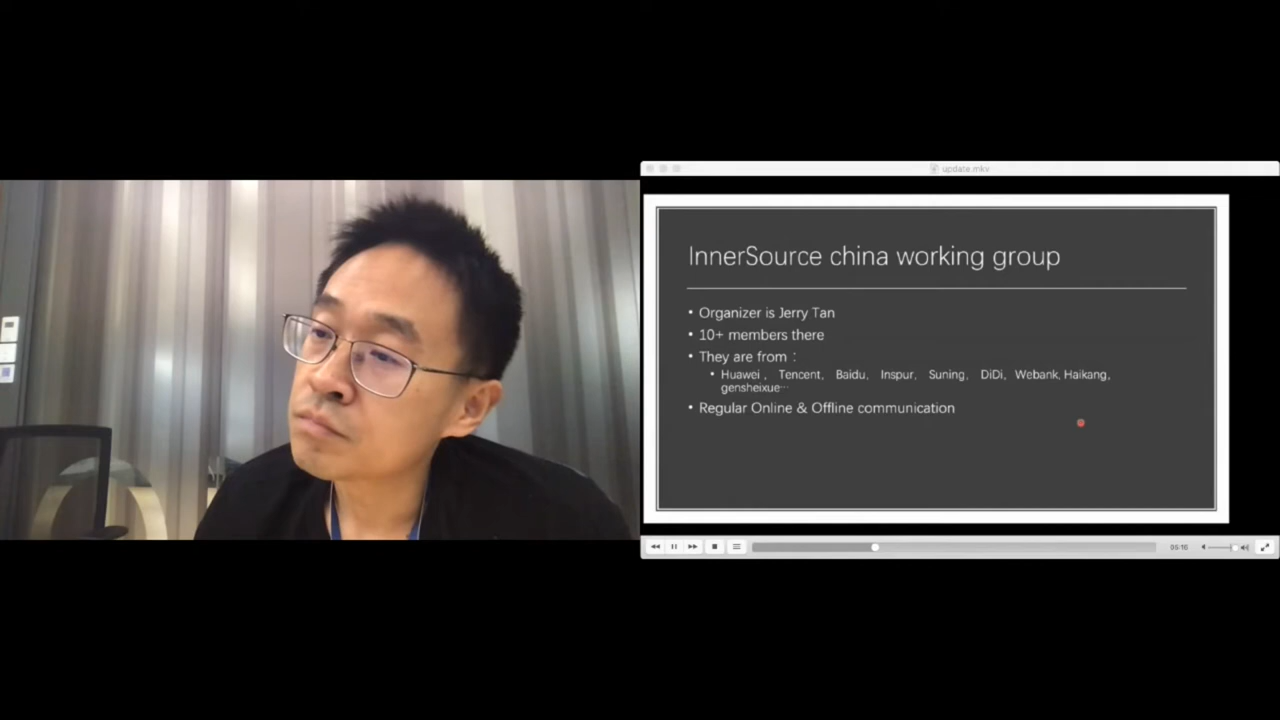 update.mkv
InnerSource china working group
• Organizer is Jerry Tan
• 10+ members there
• They are from：
• Huawei， Tencent， Baidu， Inspur， Suning， DiDi， Webank, Haikang，
gensheixue…
• Regular Online & Offline communication
05:16